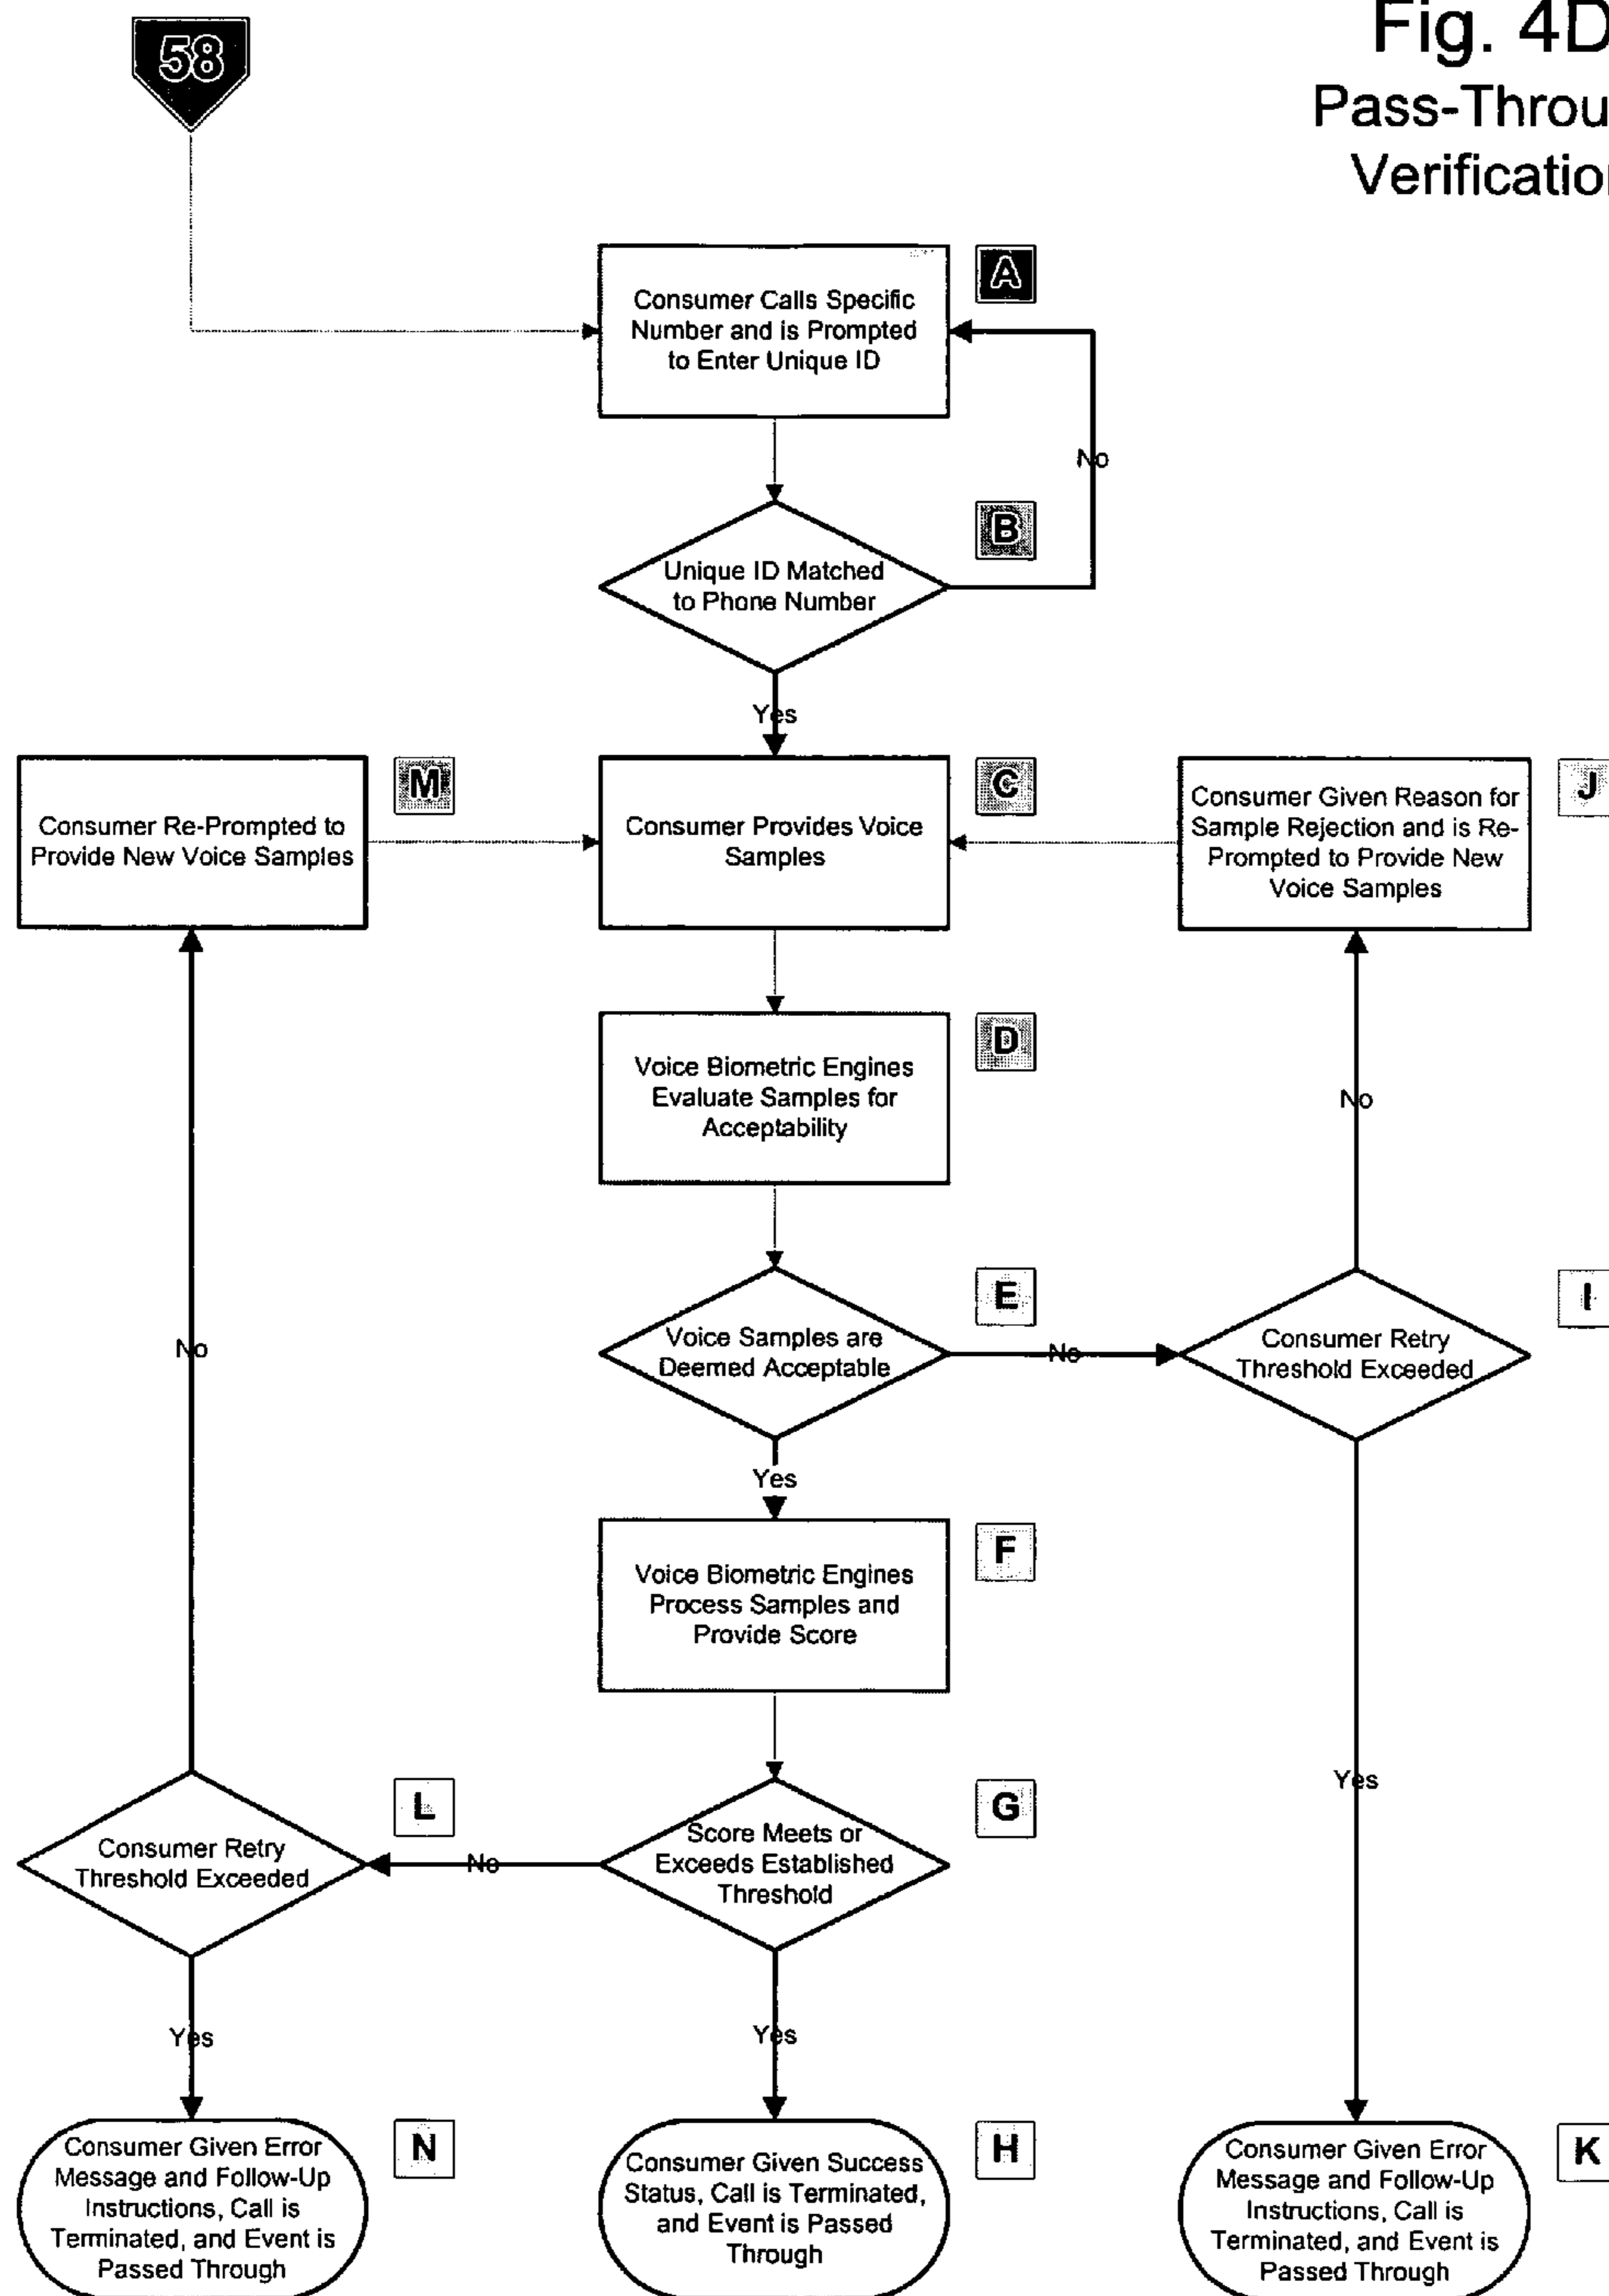 58
Fig. 4D
Pass-Throu
Verification
Consumer Calls Specific
Number and is Prompted
to Enter Unique ID
A
No
Unique ID Matched
to Phone Number
B
Yes
Consumer Re-Prompted to
Provide New Voice Samples
M
Consumer Provides Voice
Samples
C
Consumer Given Reason for
Sample Rejection and is Re-
Prompted to Provide New
Voice Samples
J
Voice Biometric Engines
Evaluate Samples for
Acceptability
D
No
No
Voice Samples are
Deemed Acceptable
E
No
Consumer Retry
Threshold Exceeded
I
Yes
Voice Biometric Engines
Process Samples and
Provide Score
F
Yes
Consumer Retry
Threshold Exceeded
L
No
Score Meets or
Exceeds Established
Threshold
G
Yes
Yes
Consumer Given Error
Message and Follow-Up
Instructions, Call is
Terminated, and Event is
Passed Through
N
Consumer Given Success
Status, Call is Terminated,
and Event is Passed
Through
H
Consumer Given Error
Message and Follow-Up
Instructions, Call is
Terminated, and Event is
Passed Through
K